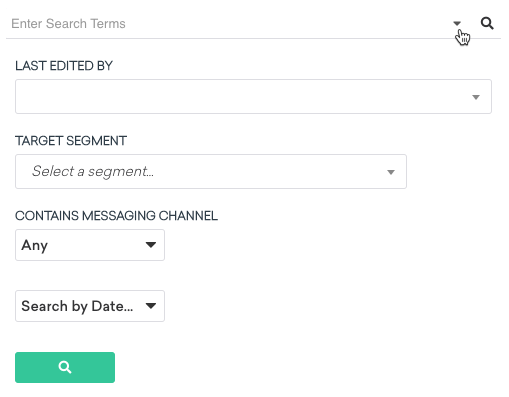 Enter Search Terms
LAST EDITED BY
TARGET SEGMENT
Select a segment...
CONTAINS MESSAGING CHANNEL
Any
Search by Date...